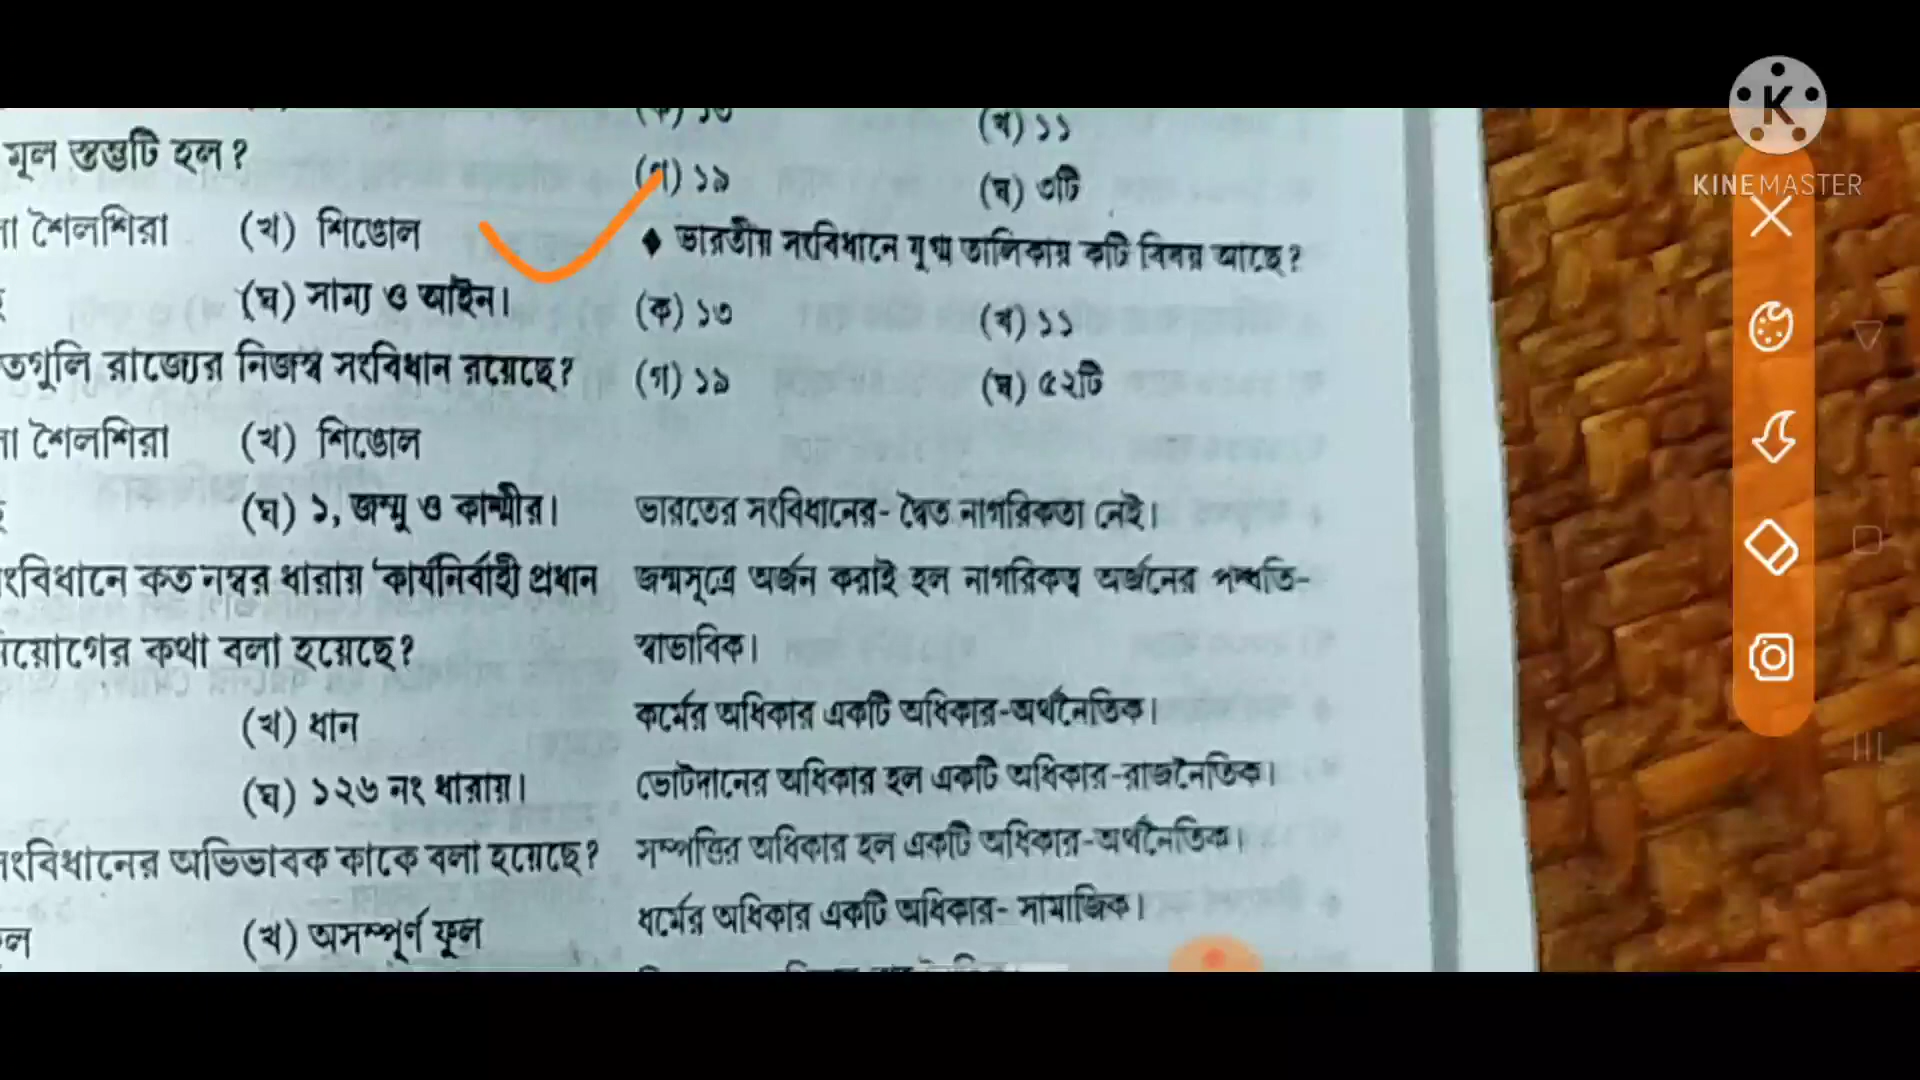 মূল স্তম্ভটি হল?
শৈলশিরা (খ) শিডোল
(ঘ) সাম্য ও আইন।
রাজ্যের নিজস্ব সংবিধান রয়েছে?
শৈলশিরা (খ) শিডোল
(ঘ) ১, জম্মু ও কাশ্মীর।
কত নম্বর ধারায় 'কার্যনির্বাহী প্রধান
কথা বলা হয়েছে?
(খ) ধান
(ঘ) ১২৬ নং ধারায়।
অভিভাবক কাকে বলা হয়েছে?
(খ) অসম্পূর্ণ ফুল
(খ) ১১
(গ) ১৯ (ঘ) ৩টি
◆ ভারতীয় সংবিধানে যুগ্ম তালিকায় কটি বিষয় আছে?
(ক) ১৩ (খ) ১১
(গ) ১৯ (ঘ) ৫২টি
ভারতের সংবিধানের- দ্বৈত নাগরিকতা নেই।
জন্মসূত্রে অর্জন করাই হল নাগরিকত্ব অর্জনের পদ্ধতি-
স্বাভাবিক।
কর্মের অধিকার একটি অধিকার-অর্থনৈতিক।
ভোটদানের অধিকার হল একটি অধিকার-রাজনৈতিক।
সম্পত্তির অধিকার হল একটি অধিকার-অর্থনৈতিক।
ধর্মের অধিকার একটি অধিকার- সামাজিক।
KINEMASTER